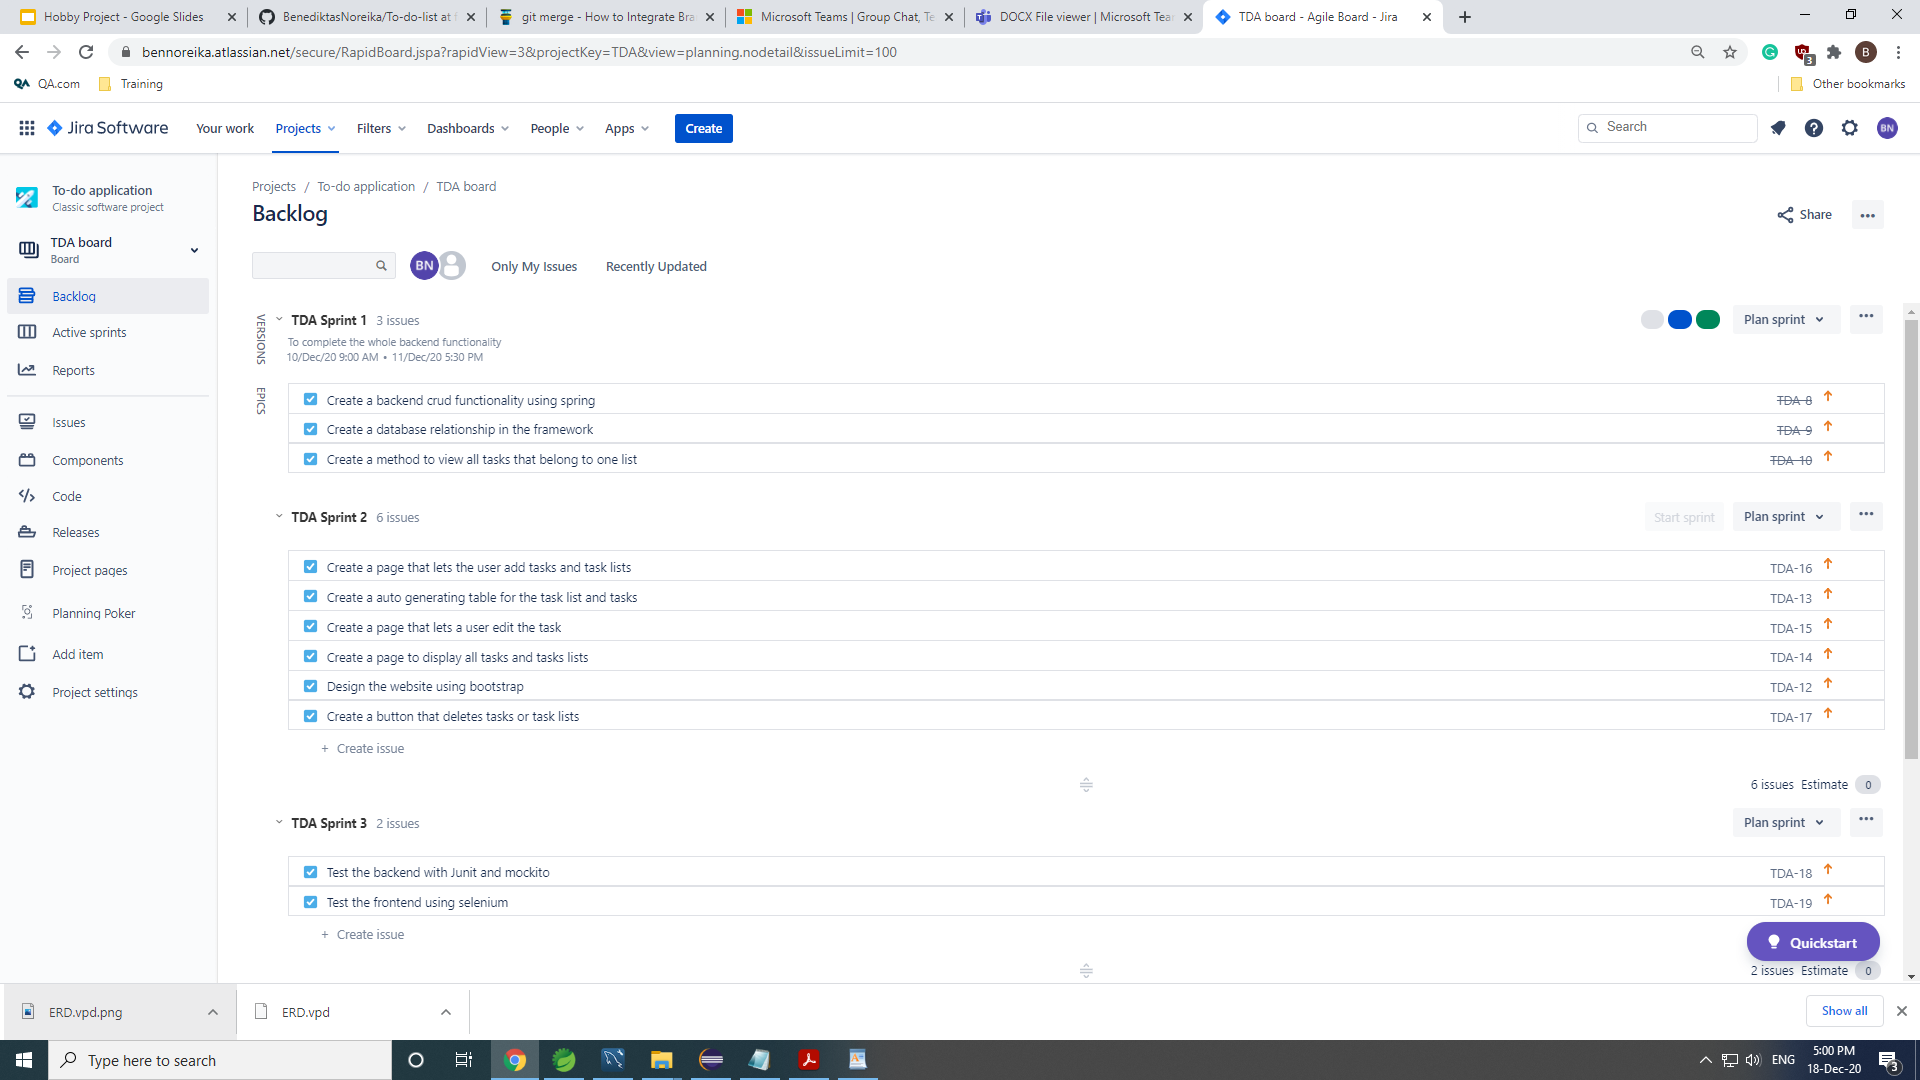 Hobby Project - Google Slides
BenediktasNoreika/To-do-list at f
git merge - How to Integrate Bra
Microsoft Teams | Group Chat, Te
DOCX File viewer | Microsoft Tea
TDA board - Agile Board - Jira
bennoreika.atlassian.net/secure/RapidBoard.jspa?rapidView=3&projectKey=TDA&view=planning.nodetail&issueLimit=100
3
B
QA QA.com
Training
Other bookmarks
Jira Software
Your work
Projects
Filters
Dashboards
People
Apps
Create
Search
BN
To-do application
Classic software project
TDA board
Board
Backlog
Active sprints
Reports
Issues
Components
Code
Releases
Project pages
Planning Poker
Add item
Project settings
Projects / To-do application / TDA board
Backlog
Share
BN
Only My Issues
Recently Updated
VERSIONS
EPICS
TDA Sprint 1 3 issues
Plan sprint
To complete the whole backend functionality
10/Dec/20 9:00 AM • 11/Dec/20 5:30 PM
Create a backend crud functionality using spring TDA-8
Create a database relationship in the framework TDA-9
Create a method to view all tasks that belong to one list TDA-10
TDA Sprint 2 6 issues
Start sprint
Plan sprint
Create a page that lets the user add tasks and task lists TDA-16
Create a auto generating table for the task list and tasks TDA-13
Create a page that lets a user edit the task TDA-15
Create a page to display all tasks and tasks lists TDA-14
Design the website using bootstrap TDA-12
Create a button that deletes tasks or task lists TDA-17
+ Create issue
6 issues Estimate 0
TDA Sprint 3 2 issues
Plan sprint
Test the backend with Junit and mockito TDA-18
Test the frontend using selenium TDA-19
+ Create issue
Quickstart
2 issues Estimate 0
ERD.vpd.png
ERD.vpd
Show all
Type here to search
ENG
5:00 PM
18-Dec-20
3